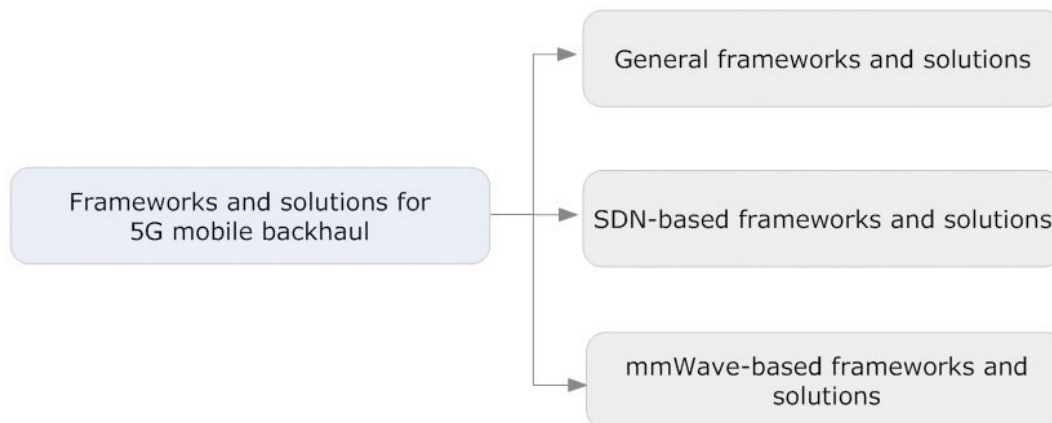 General frameworks and solutions
Frameworks and solutions for
5G mobile backhaul
SDN-based frameworks and solutions
mmWave-based frameworks and
solutions